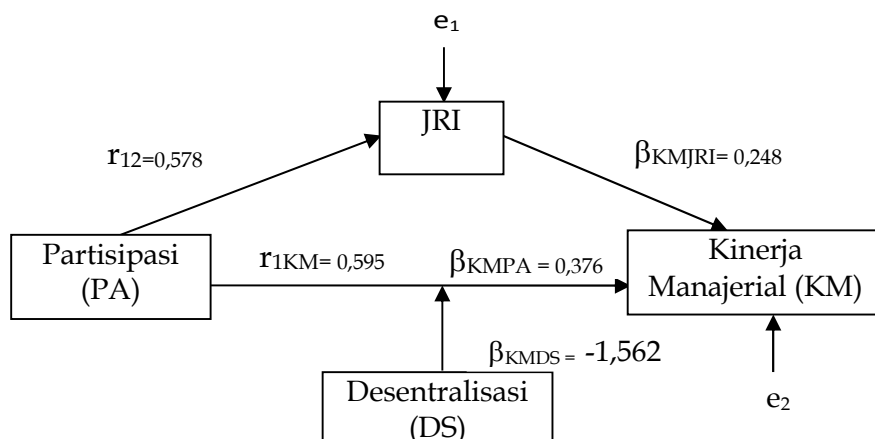 e₁
JRI
r₁₂=0,578
βKMJRI= 0,248
Partisipasi
(PA)
r1KM= 0,595
βKMPA = 0,376
Kinerja
Manajerial (KM)
βKMDS = -1,562
Desentralisasi
(DS)
e₂